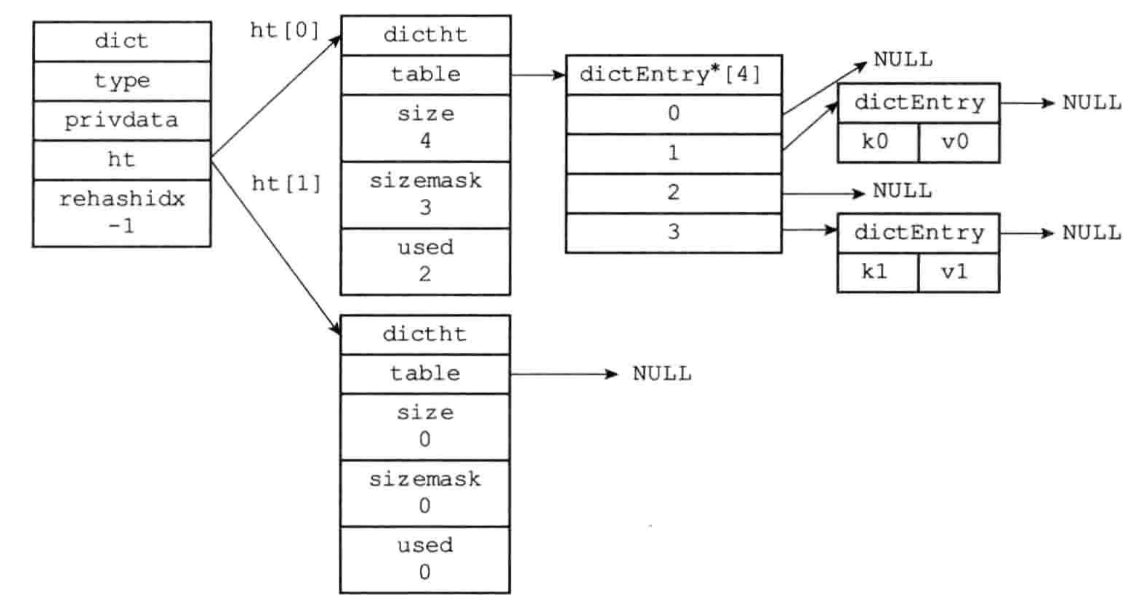 dict
type
privdata
ht
rehashidx
-1
ht[0]
ht[1]
dictht
table
size
4
sizemask
3
used
2
dictht
table
size
0
sizemask
0
used
0
NULL
dictEntry*[4]
0
1
2
3
NULL
dictEntry
k0 v0
NULL
NULL
dictEntry
k1 v1
NULL